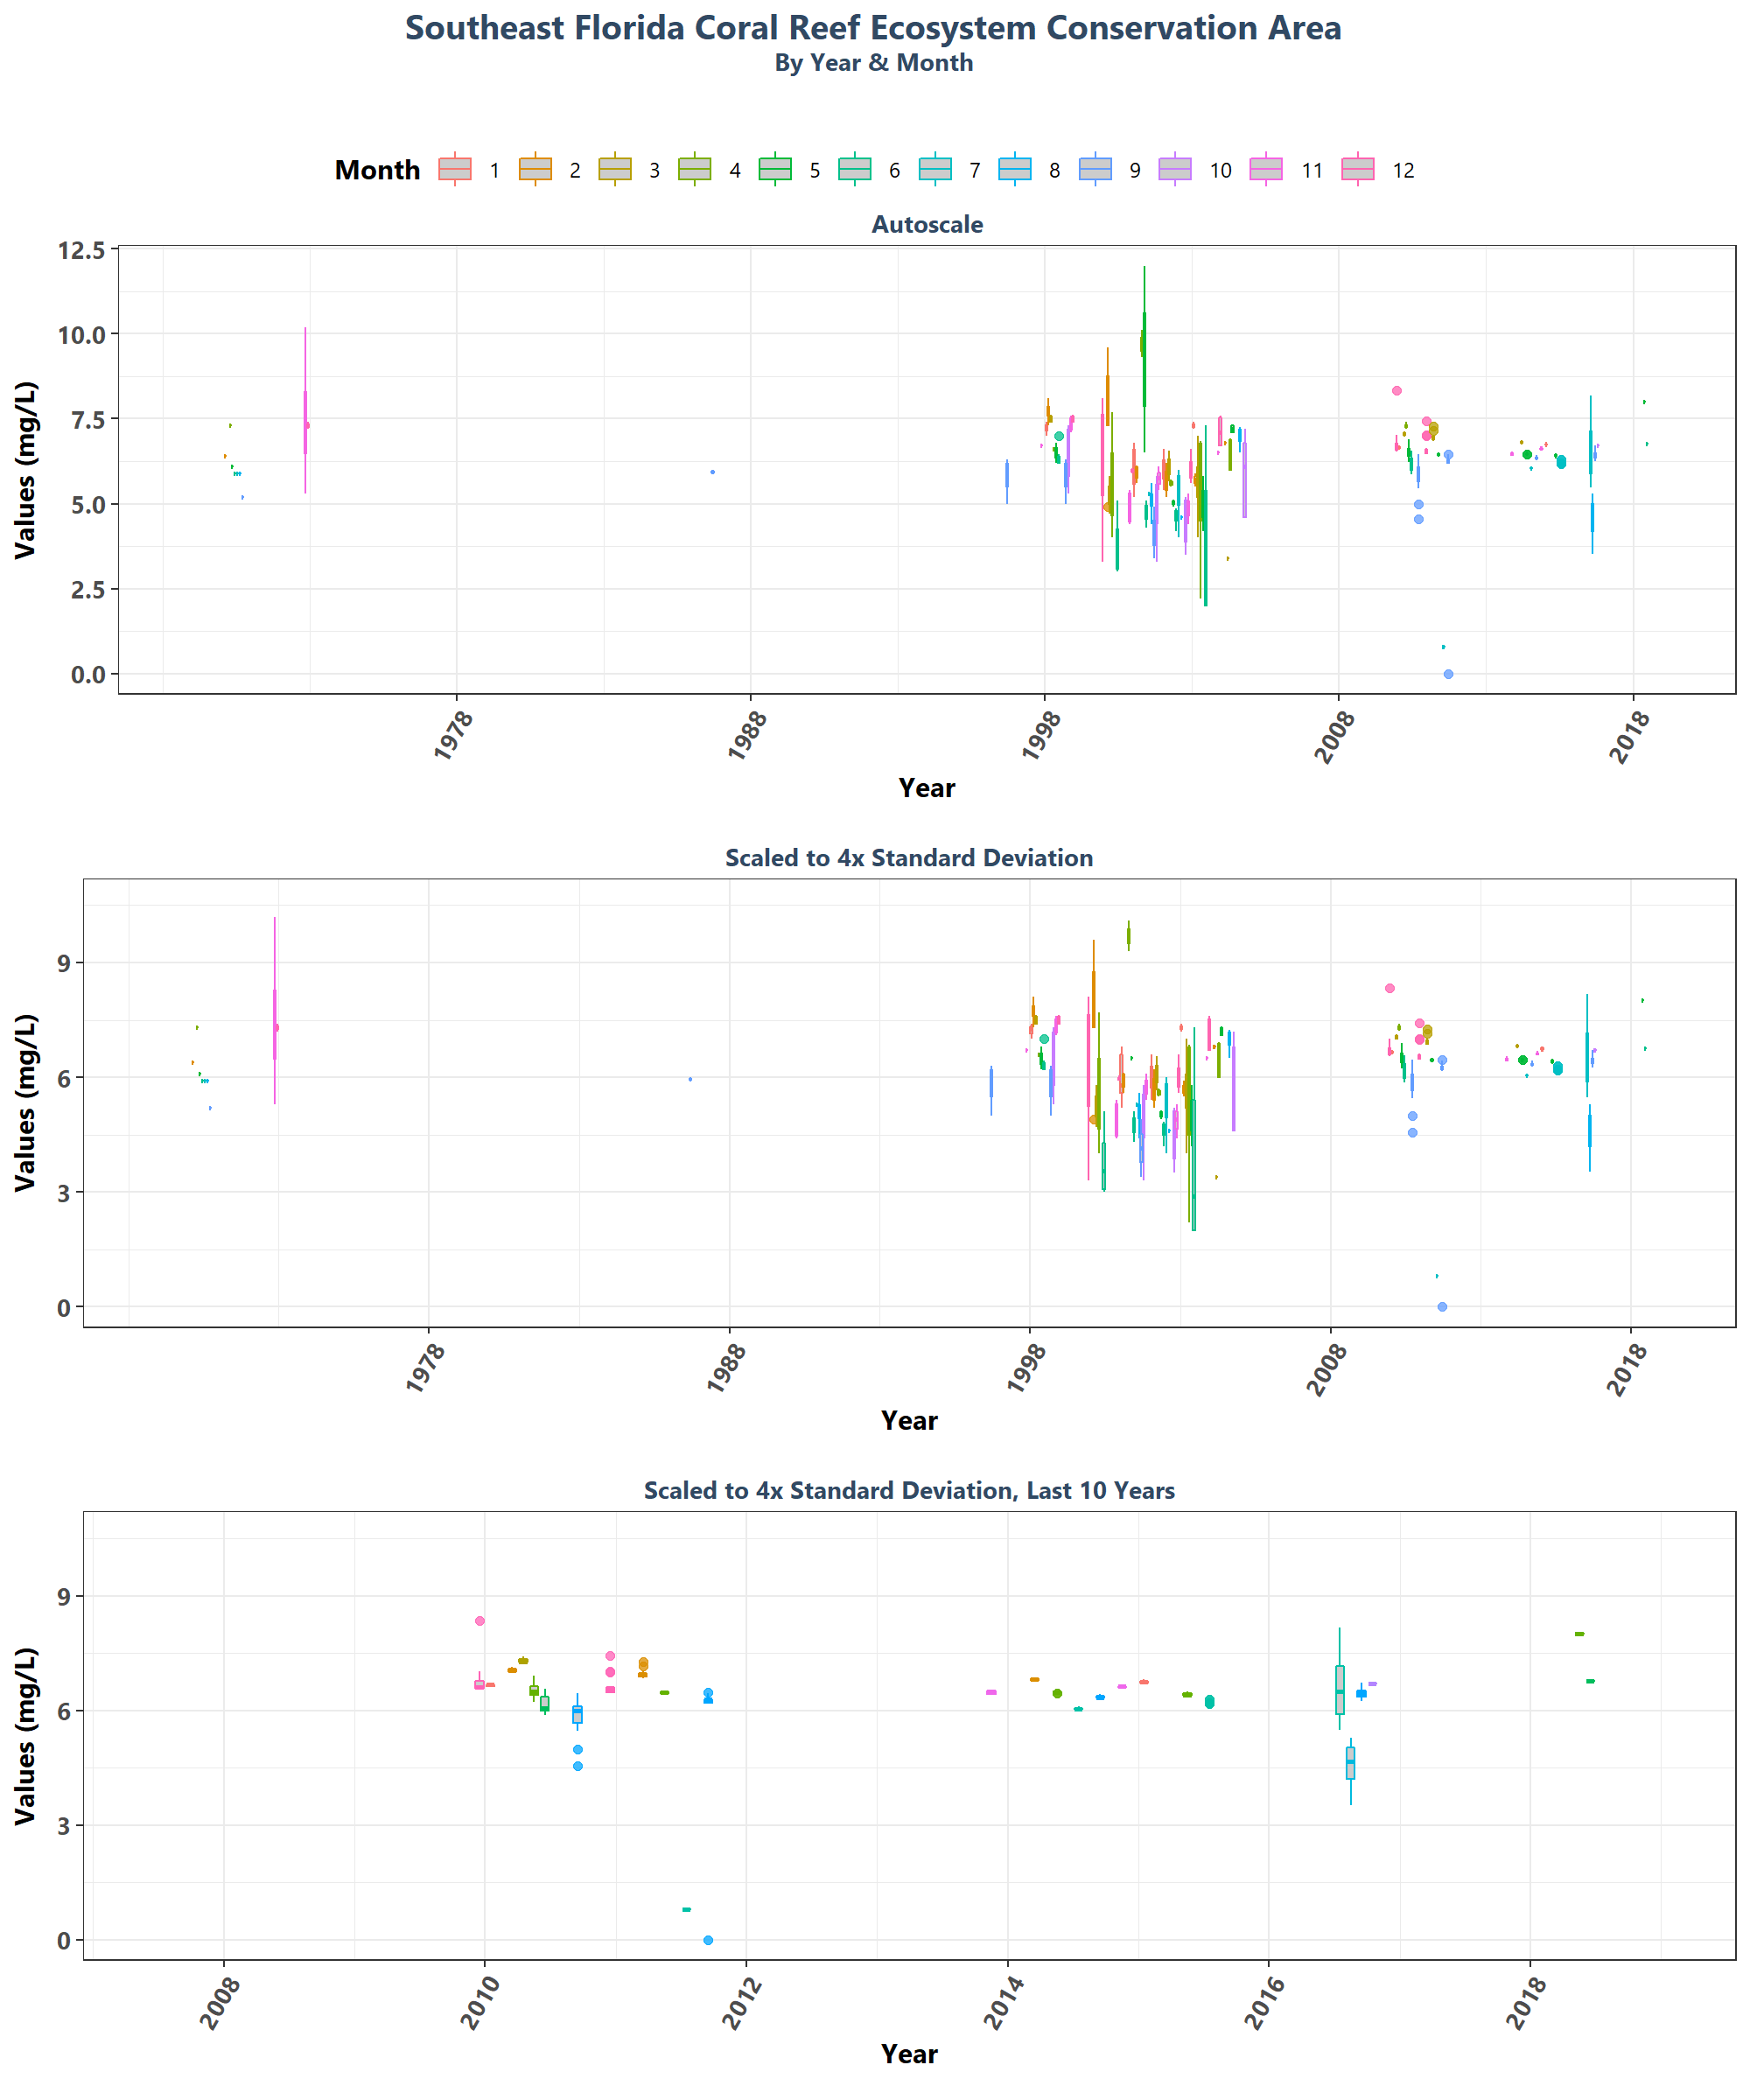 Southeast Florida Coral Reef Ecosystem Conservation Area
By Year & Month
Month 1 2 3 4 5 6 7 8 9 10 11 12
Autoscale
12.5
10.0
7.5
5.0
2.5
0.0
Values (mg/L)
1978 1988 1998 2008 2018
Year
Scaled to 4x Standard Deviation
9
6
3
0
Values (mg/L)
1978 1988 1998 2008 2018
Year
Scaled to 4x Standard Deviation, Last 10 Years
9
6
3
0
Values (mg/L)
2008 2010 2012 2014 2016 2018
Year